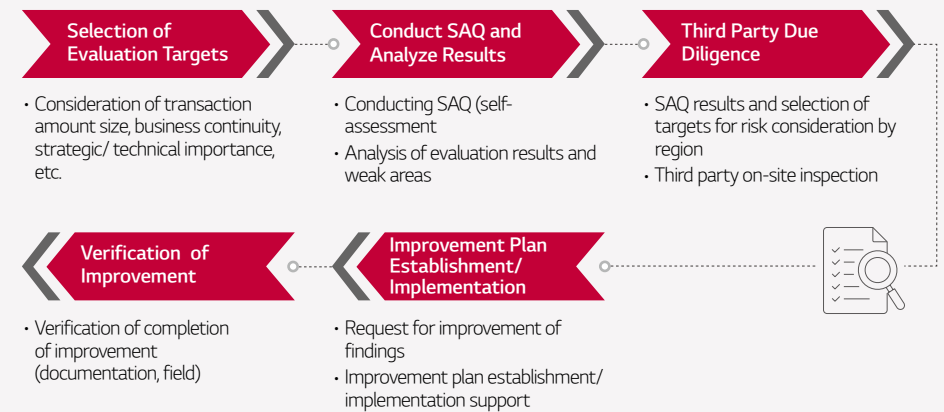 Selection of
Evaluation Targets
• Consideration of transaction
amount size, business continuity,
strategic/ technical importance,
etc.
Conduct SAQ and
Analyze Results
• Conducting SAQ (self-
assessment
• Analysis of evaluation results and
weak areas
Third Party Due
Diligence
• SAQ results and selection of
targets for risk consideration by
region
• Third party on-site inspection
Improvement Plan
Establishment/
Implementation
• Request for improvement of
findings
• Improvement plan establishment/
implementation support
Verification of
Improvement
• Verification of completion
of improvement
(documentation, field)